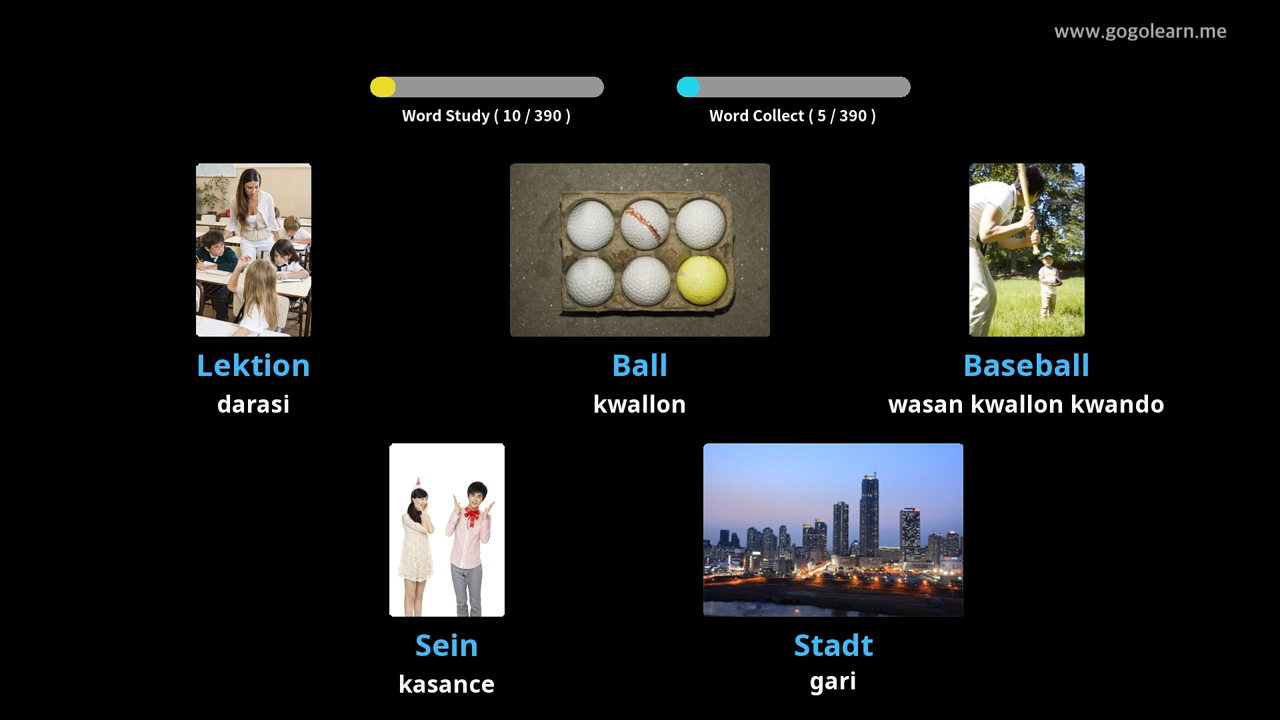 www.gogolearn.me
Word Study ( 10 / 390 )
Word Collect ( 5 / 390 )
Lektion
darasi
Ball
kwallon
Baseball
wasan kwallon kwando
Sein
kasance
Stadt
gari